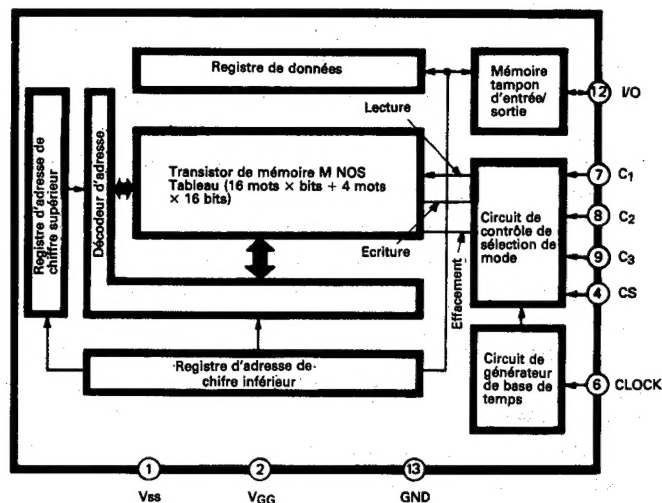 Registre de données
Mémoire
tampon
d'entrée/
sortie
12 I/O
Lecture
Registre d'adresse de
chiffre supérieur
Décodeur d'adresse
Transistor de mémoire M NOS
Tableau (16 mots × bits + 4 mots
× 16 bits)
Circuit de
contrôle de
sélection de
mode
7 C1
8 C2
9 C3
4 CS
Ecriture
Effacement
Registre d'adresse de
chifre inférieur
Circuit de
générateur
de base de
temps
6 CLOCK
1 2 13
VSS VGG GND